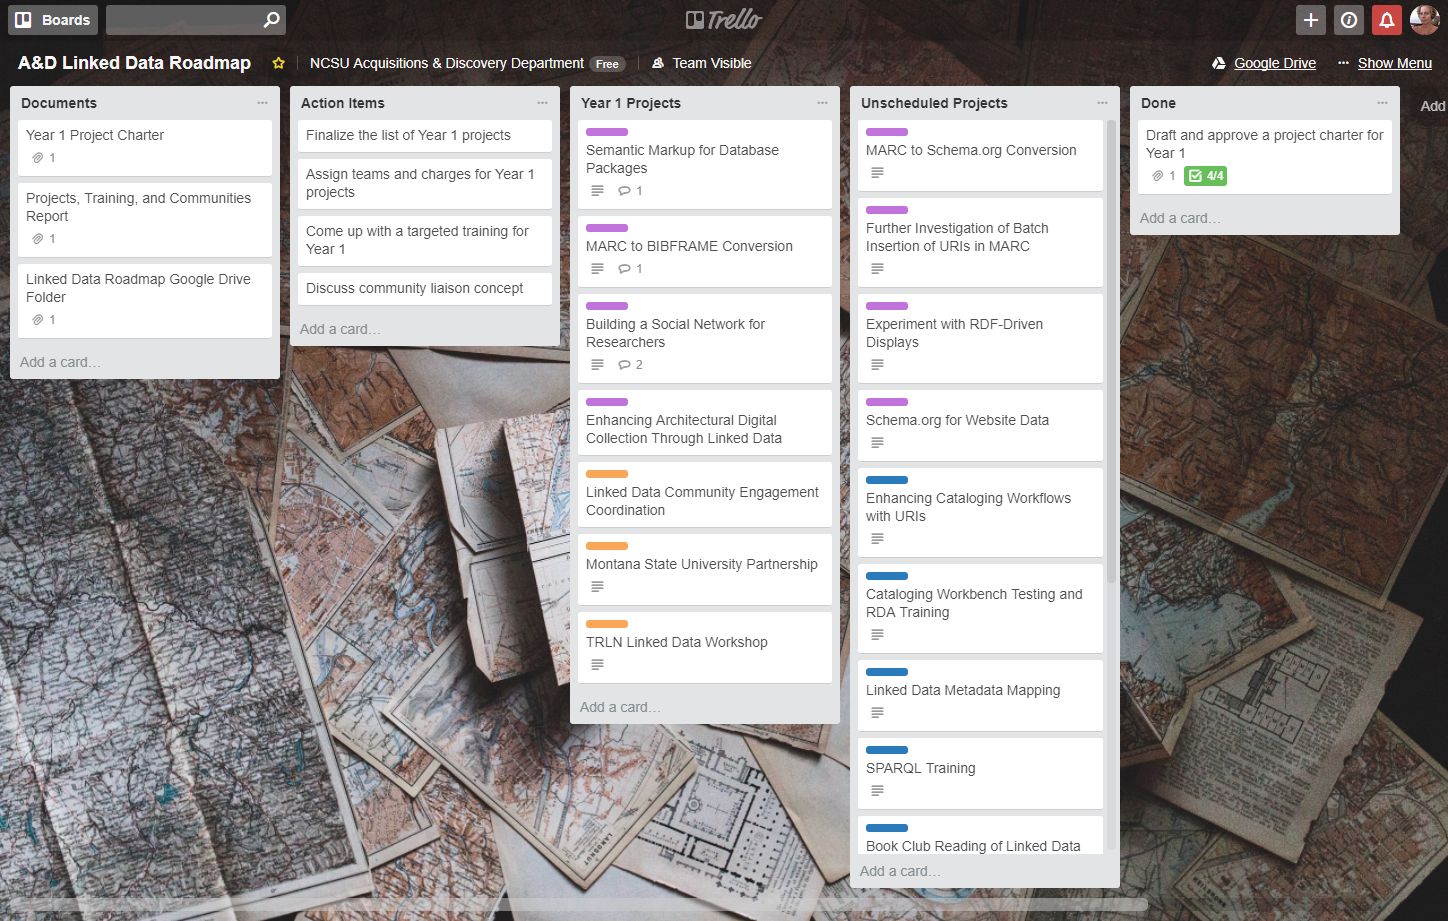 Boards
Trello
A&D Linked Data Roadmap
NCSU Acquisitions & Discovery Department Free
Team Visible
Google Drive
··· Show Menu
Documents
Year 1 Project Charter
1
Projects, Training, and Communities
Report
1
Linked Data Roadmap Google Drive
Folder
1
Add a card…
Action Items
Finalize the list of Year 1 projects
Assign teams and charges for Year 1
projects
Come up with a targeted training for
Year 1
Discuss community liaison concept
Add a card…
Year 1 Projects
Semantic Markup for Database
Packages
1
MARC to BIBFRAME Conversion
1
Building a Social Network for
Researchers
2
Enhancing Architectural Digital
Collection Through Linked Data
Linked Data Community Engagement
Coordination
Montana State University Partnership
TRLN Linked Data Workshop
Add a card…
Unscheduled Projects
MARC to Schema.org Conversion
Further Investigation of Batch
Insertion of URIs in MARC
Experiment with RDF-Driven
Displays
Schema.org for Website Data
Enhancing Cataloging Workflows
with URIs
Cataloging Workbench Testing and
RDA Training
Linked Data Metadata Mapping
SPARQL Training
Book Club Reading of Linked Data
Add a card…
Done
Draft and approve a project charter for
Year 1
1 4/4
Add a card…
Add